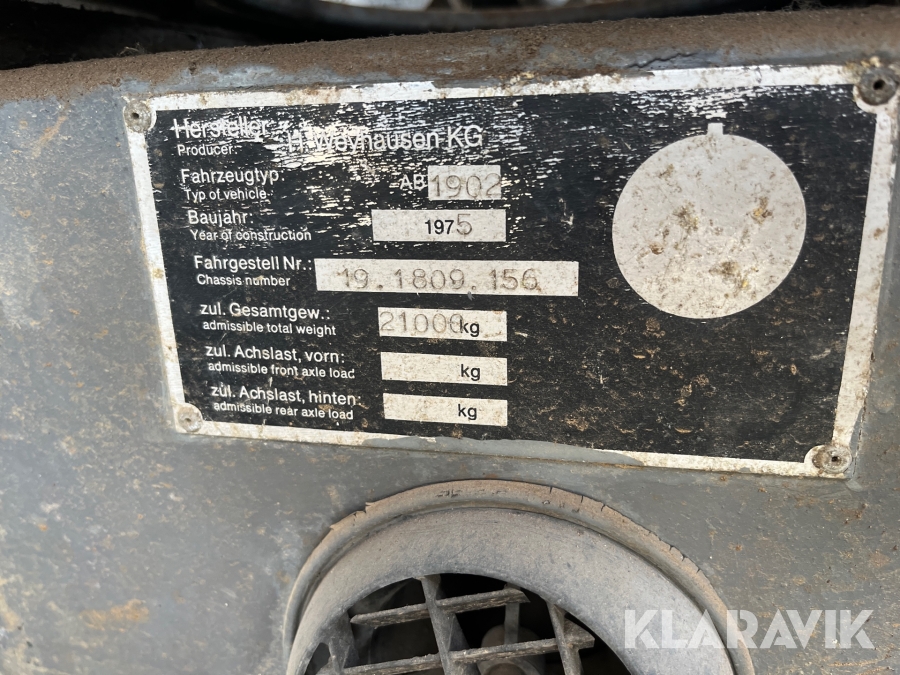 Hersteller
Producer: H. Weyhausen KG
Fahrzeugtyp
Typ of vehicle AB 1902
Baujahr:
Year of construction 1975
Fahrgestell Nr.:
Chassis number 19.1809.156
zul. Gesamtgew.:
admissible total weight 21000 kg
zul. Achslast, vorn:
admissible front axle load kg
zul. Achslast, hinten:
admissible rear axle load kg
KLARAVIK